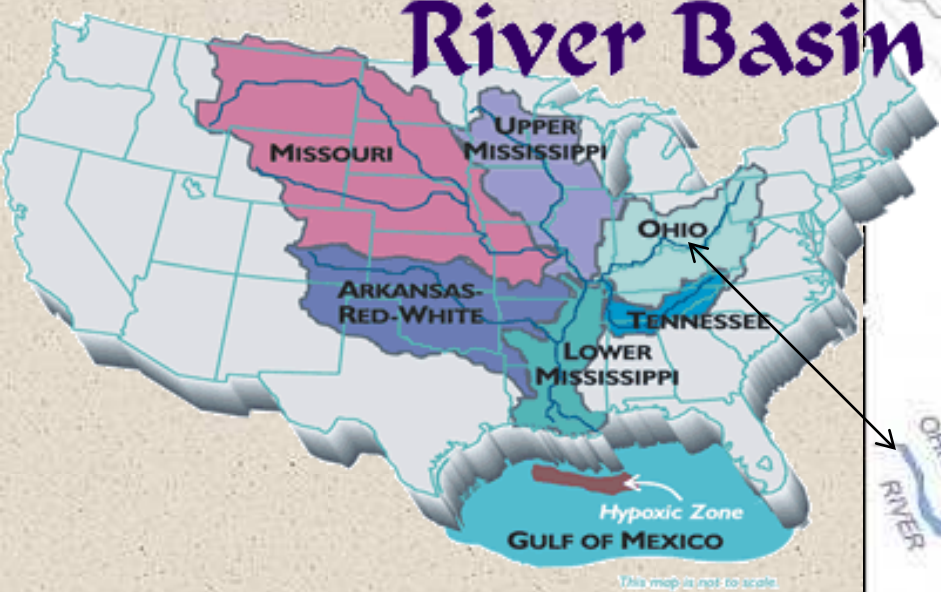 River Basin
UPPER
MISSISSIPPI
MISSOURI
OHIO
ARKANSAS-
RED-WHITE
TENNESSEE
LOWER
MISSISSIPPI
Hypoxic Zone
GULF OF MEXICO
This map is not to scale
RIVER